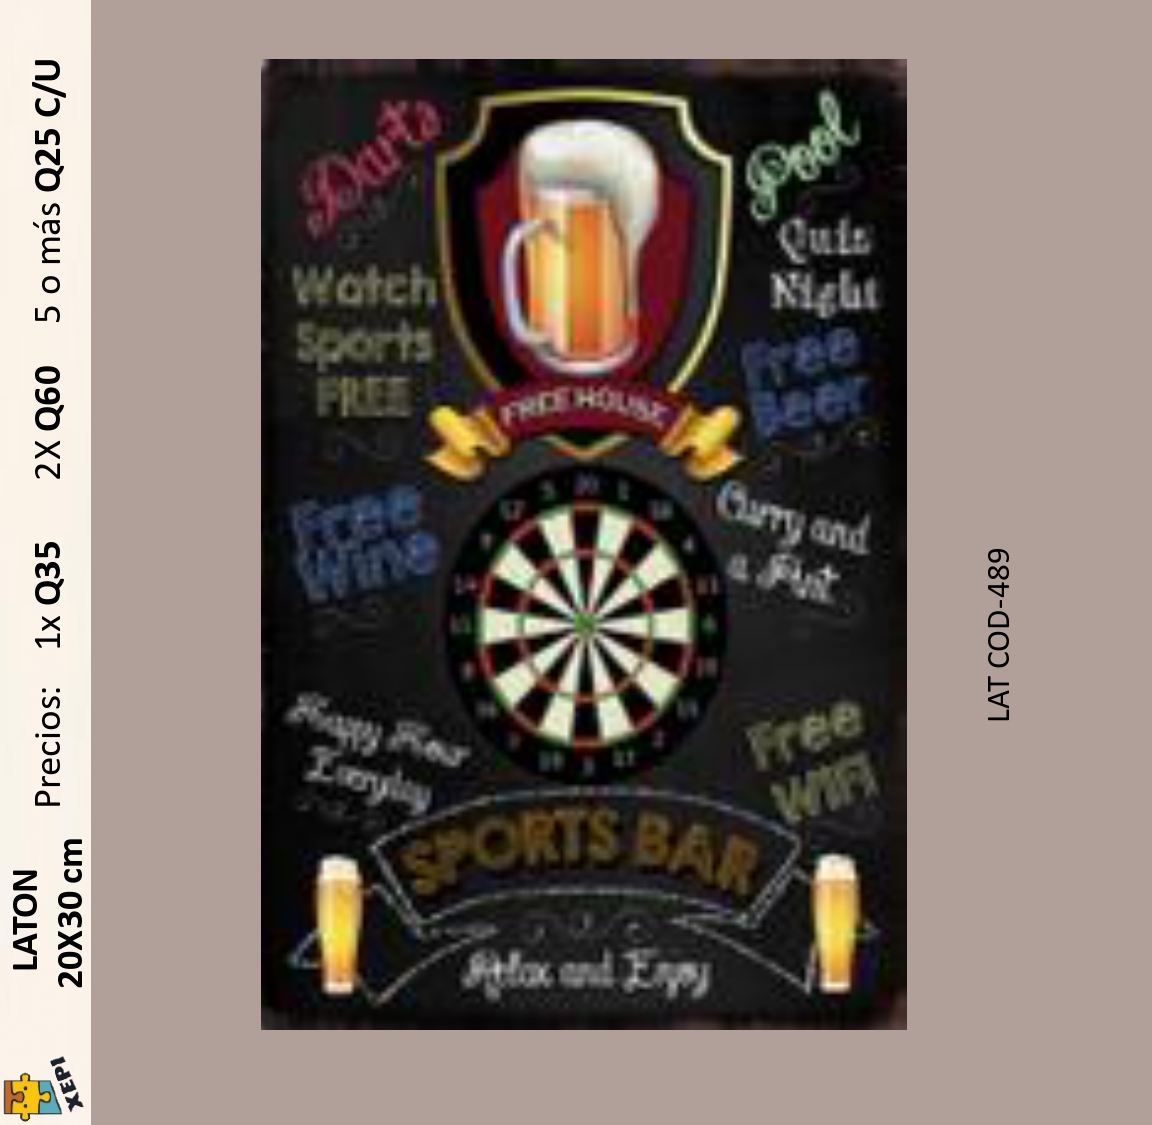 LATON
20X30 cm
Precios: 1x Q35 2X Q60 5 o más Q25 C/U
XEPI
Darts
Pool
Quiz
Night
Watch
Sports
FREE
Free
Beer
FREE HOUSE
Free
Wine
Curry and
a Pint
Happy Hour
Everyday
Free
WIFI
SPORTS BAR
Relax and Enjoy
LAT COD-489